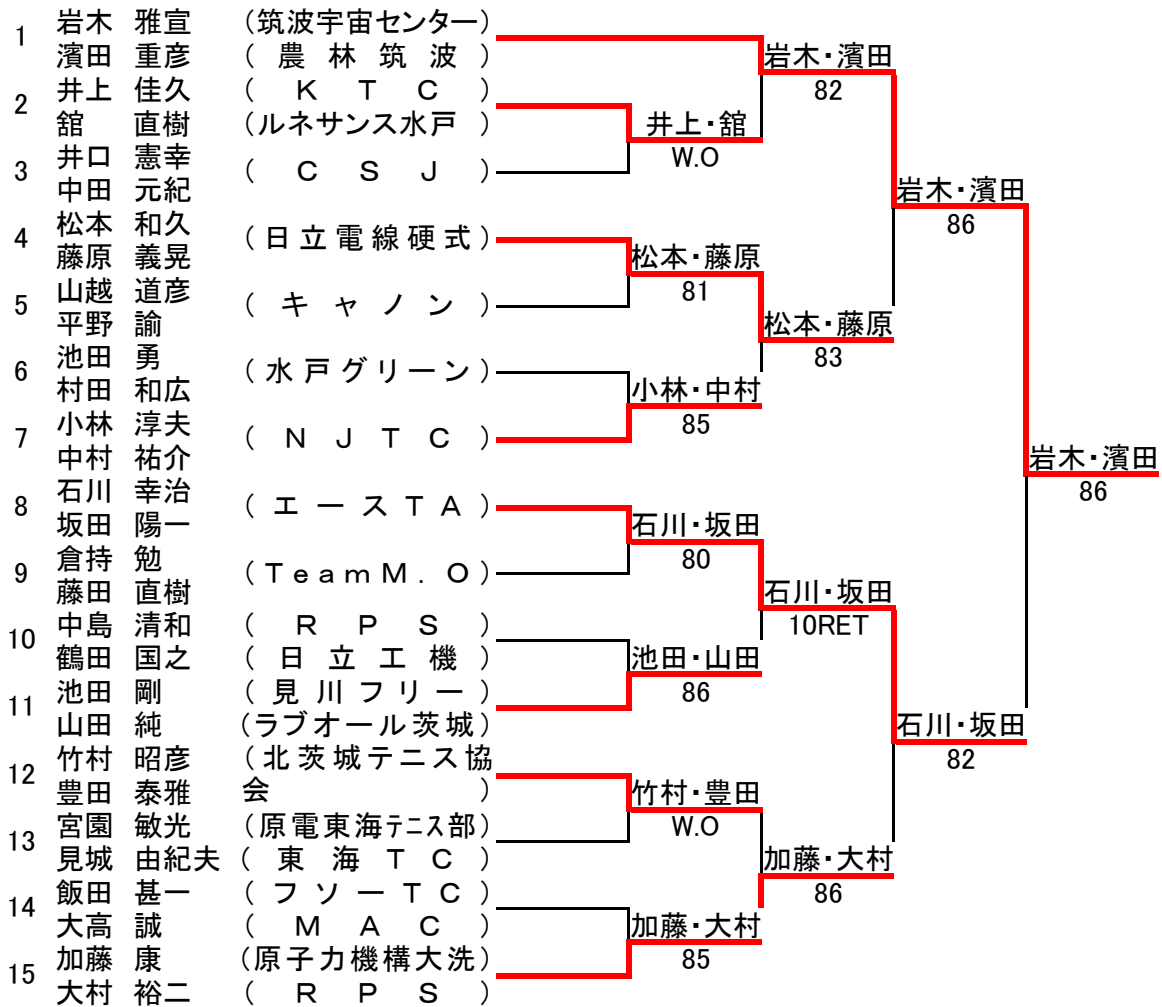 1 岩木 雅宣 (筑波宇宙センター)
濱田 重彦 (農林筑波)
2 井上 佳久 (KTC)
舘 直樹 (ルネサンス水戸)
3 井口 憲幸 (CSJ)
中田 元紀
4 松本 和久 (日立電線硬式)
藤原 義晃
5 山越 道彦 (キャノン)
平野 諭
6 池田 勇 (水戸グリーン)
村田 和広
7 小林 淳夫 (NJTC)
中村 祐介
8 石川 幸治 (エースTA)
坂田 陽一
9 倉持 勉 (TeamM.O)
藤田 直樹
10 中島 清和 (RPS)
鶴田 国之 (日立工機)
11 池田 剛 (見川フリー)
山田 純 (ラブオール茨城)
12 竹村 昭彦 (北茨城テニス協
豊田 泰雅 会)
13 宮園 敏光 (原電東海テニス部)
見城 由紀夫 (東海TC)
14 飯田 甚一 (フソーTC)
大高 誠 (MAC)
15 加藤 康 (原子力機構大洗)
大村 裕二 (RPS)
井上・舘
W.O
松本・藤原
81
小林・中村
85
石川・坂田
80
池田・山田
86
竹村・豊田
W.O
加藤・大村
85
岩木・濱田
82
松本・藤原
83
石川・坂田
10RET
加藤・大村
86
岩木・濱田
86
石川・坂田
82
岩木・濱田
86